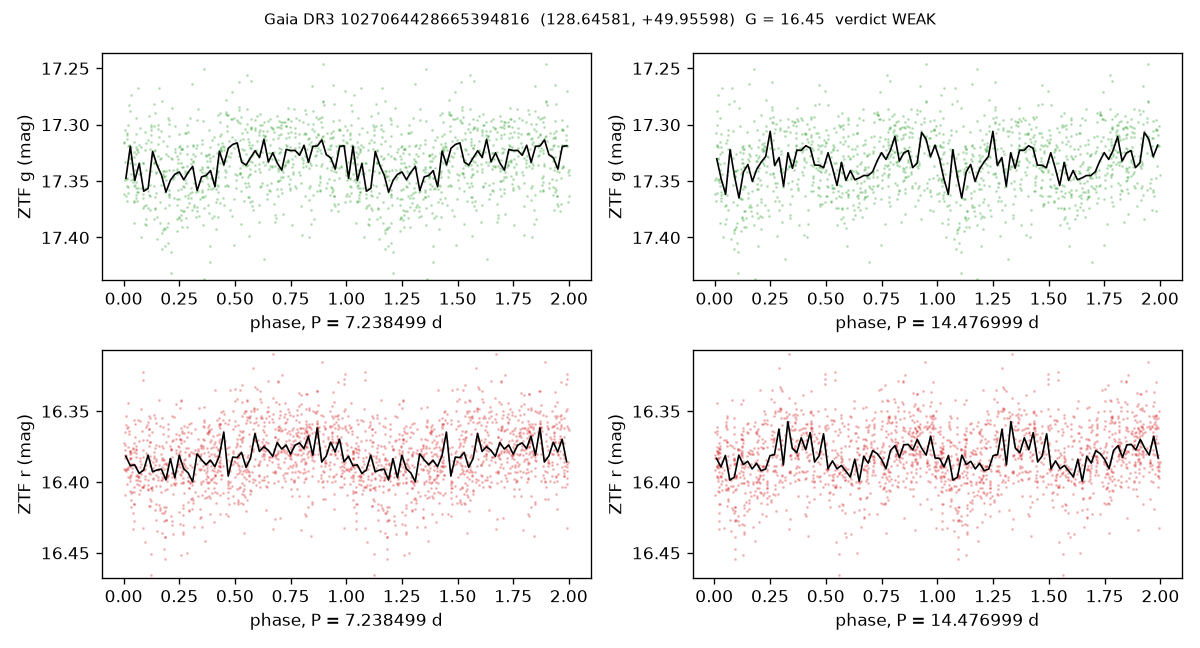 Gaia DR3 1027064428665394816  (128.64581, +49.95598)  G = 16.45  verdict WEAK
ZTF g (mag)
17.25
17.30
17.35
17.40
0.00 0.25 0.50 0.75 1.00 1.25 1.50 1.75 2.00
phase, P = 7.238499 d
ZTF g (mag)
17.25
17.30
17.35
17.40
0.00 0.25 0.50 0.75 1.00 1.25 1.50 1.75 2.00
phase, P = 14.476999 d
ZTF r (mag)
16.35
16.40
16.45
0.00 0.25 0.50 0.75 1.00 1.25 1.50 1.75 2.00
phase, P = 7.238499 d
ZTF r (mag)
16.35
16.40
16.45
0.00 0.25 0.50 0.75 1.00 1.25 1.50 1.75 2.00
phase, P = 14.476999 d